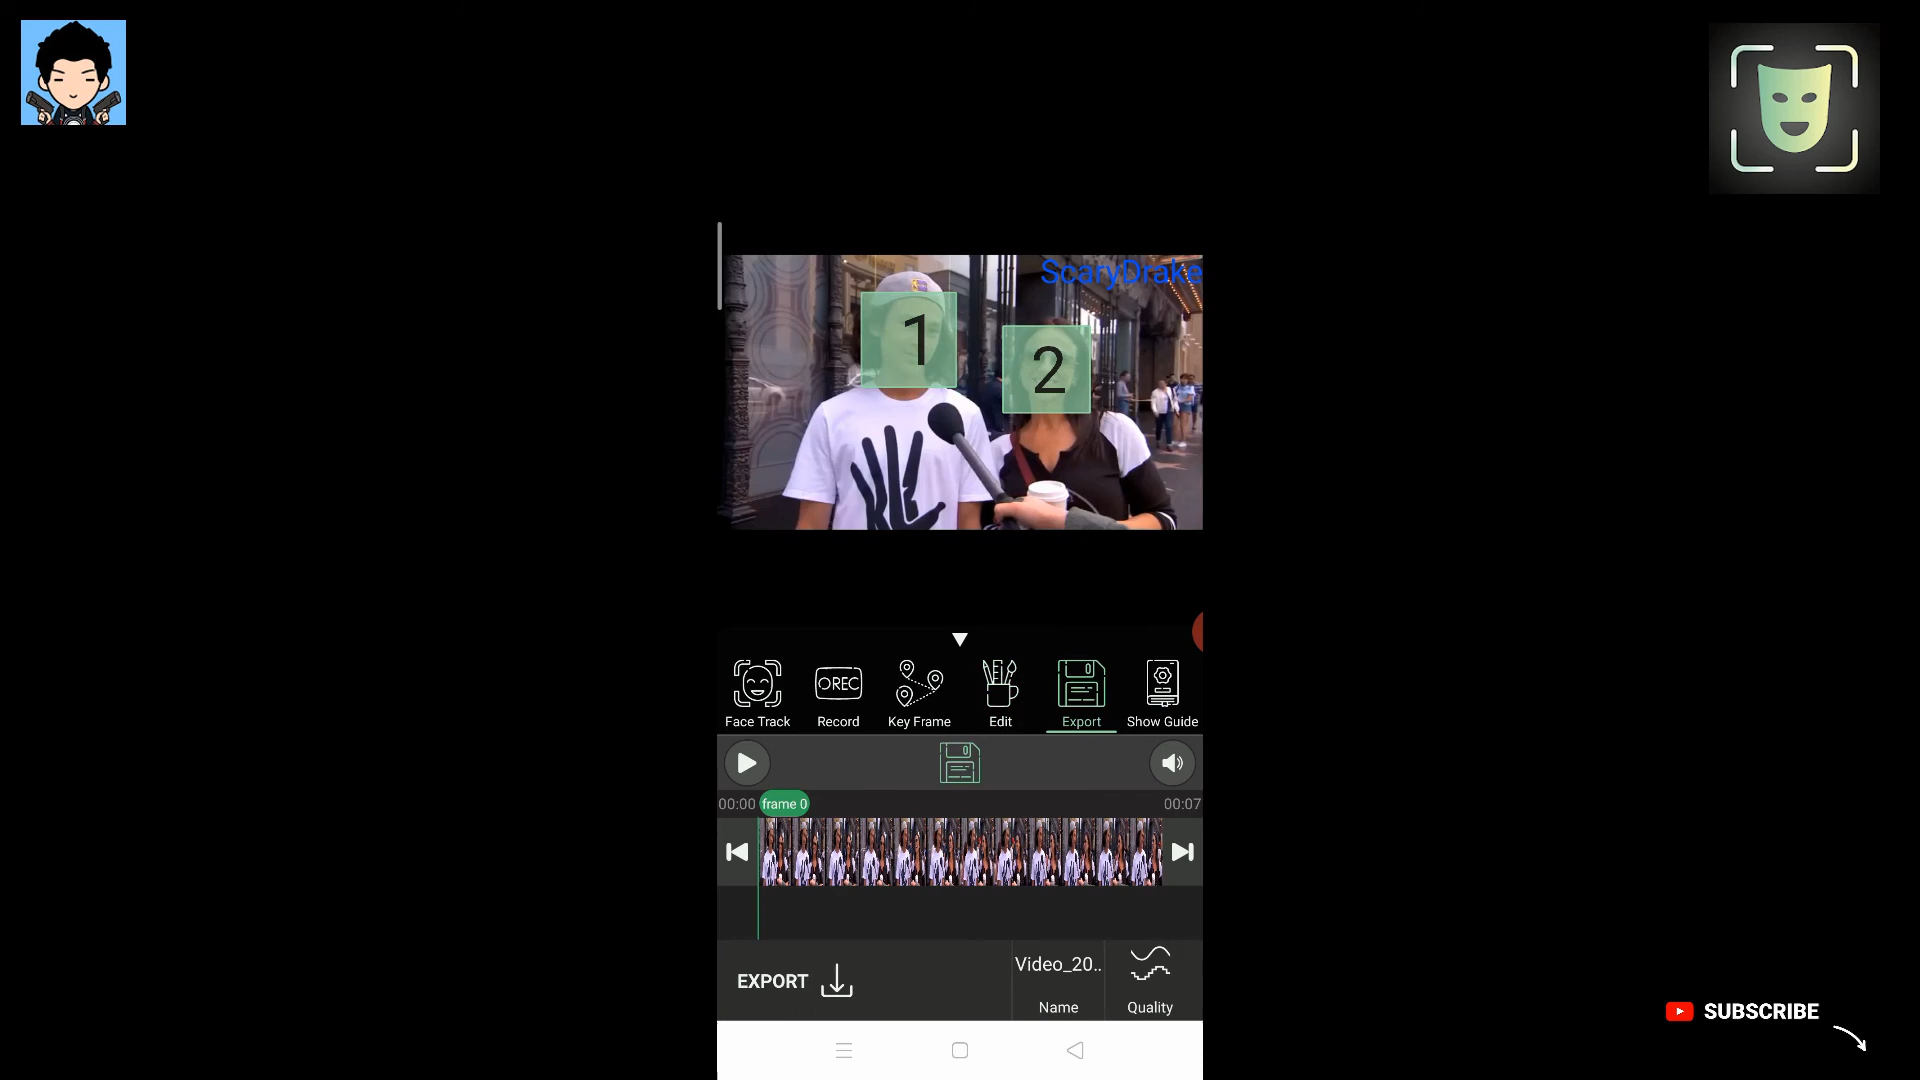 ScaryDrake
1
2
REC
Face Track
Record
Key Frame
Edit
Export
Show Guide
00:00
frame 0
00:07
EXPORT
Video_20..
Name
Quality
SUBSCRIBE